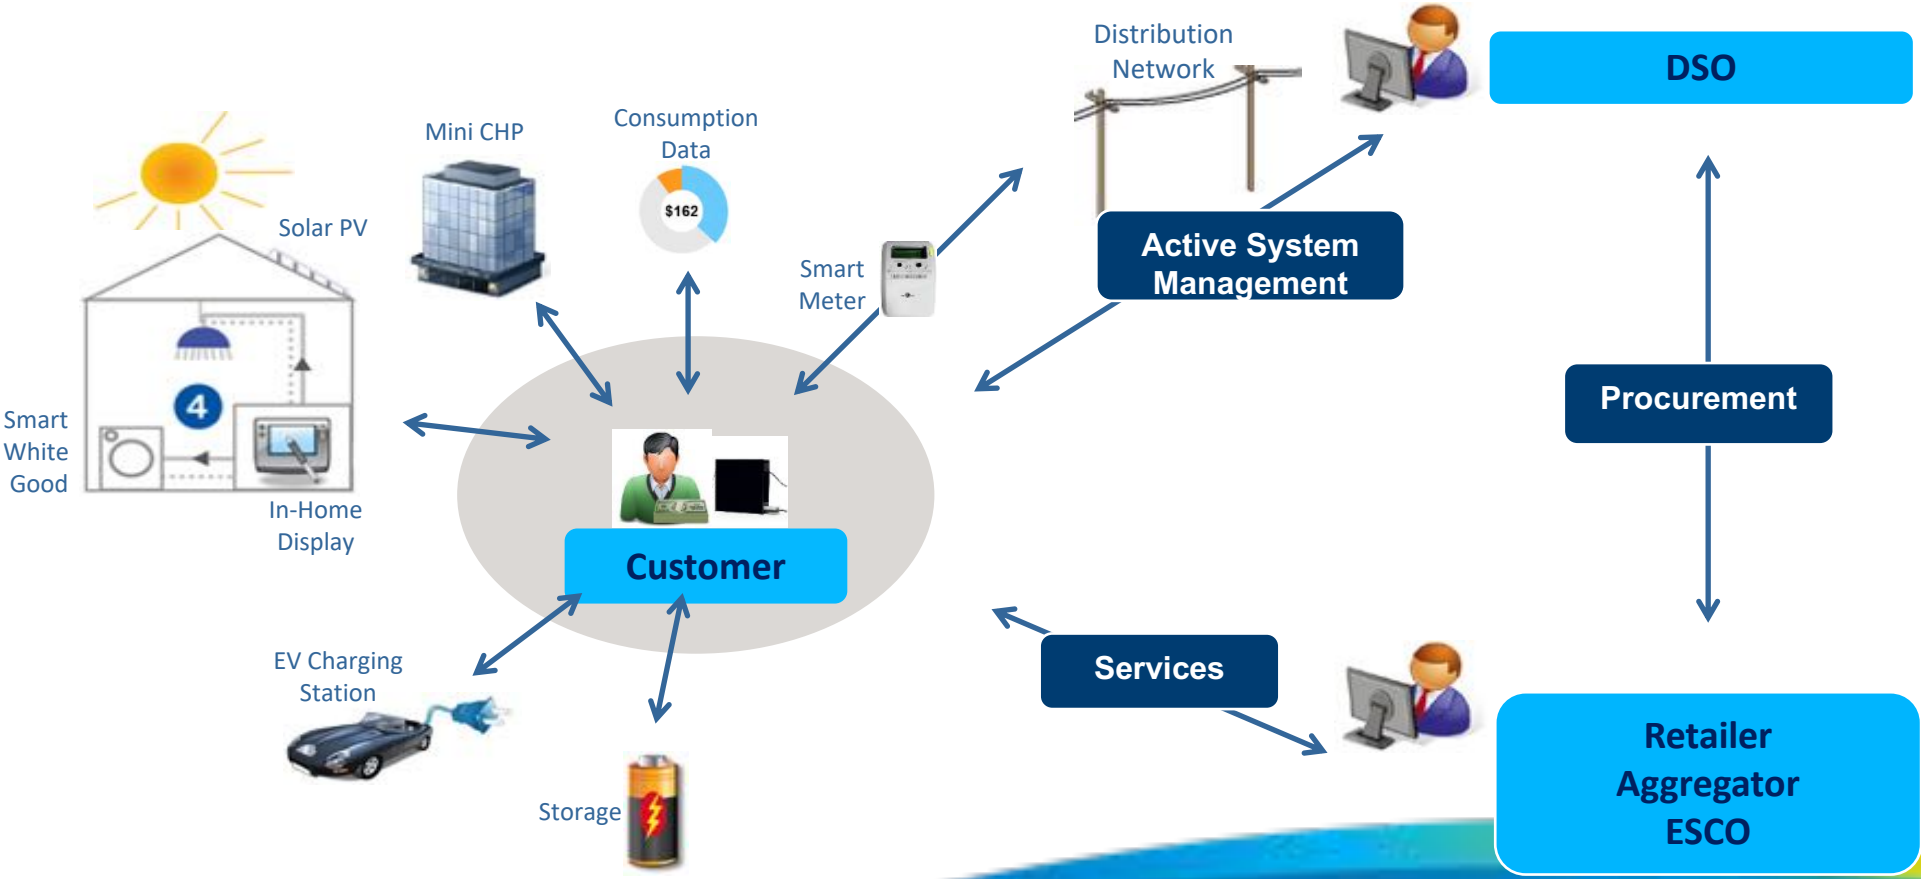 Distribution
Network
DSO
Mini CHP
Consumption
Data
$162
Solar PV
Smart
Meter
Active System
Management
4
Smart
White
Good
In-Home
Display
Procurement
Customer
EV Charging
Station
Services
Storage
Retailer
Aggregator
ESCO